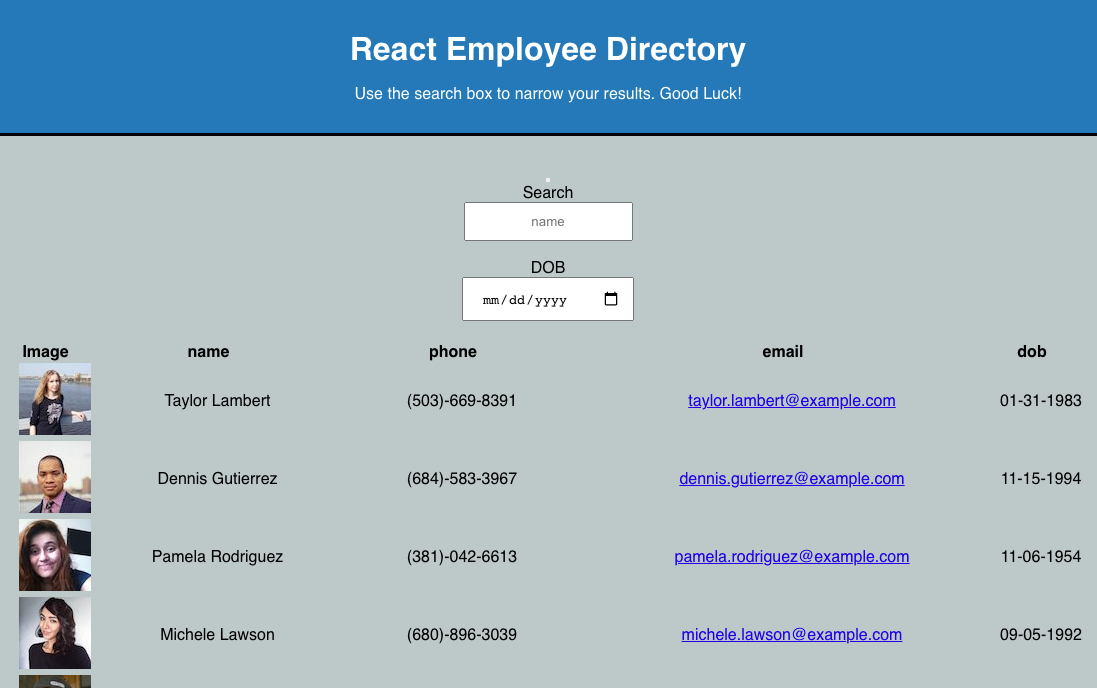 React Employee Directory
Use the search box to narrow your results. Good Luck!
Search
name
DOB
mm/dd/yyyy
Image name phone email dob
Taylor Lambert (503)-669-8391 taylor.lambert@example.com 01-31-1983
Dennis Gutierrez (684)-583-3967 dennis.gutierrez@example.com 11-15-1994
Pamela Rodriguez (381)-042-6613 pamela.rodriguez@example.com 11-06-1954
Michele Lawson (680)-896-3039 michele.lawson@example.com 09-05-1992